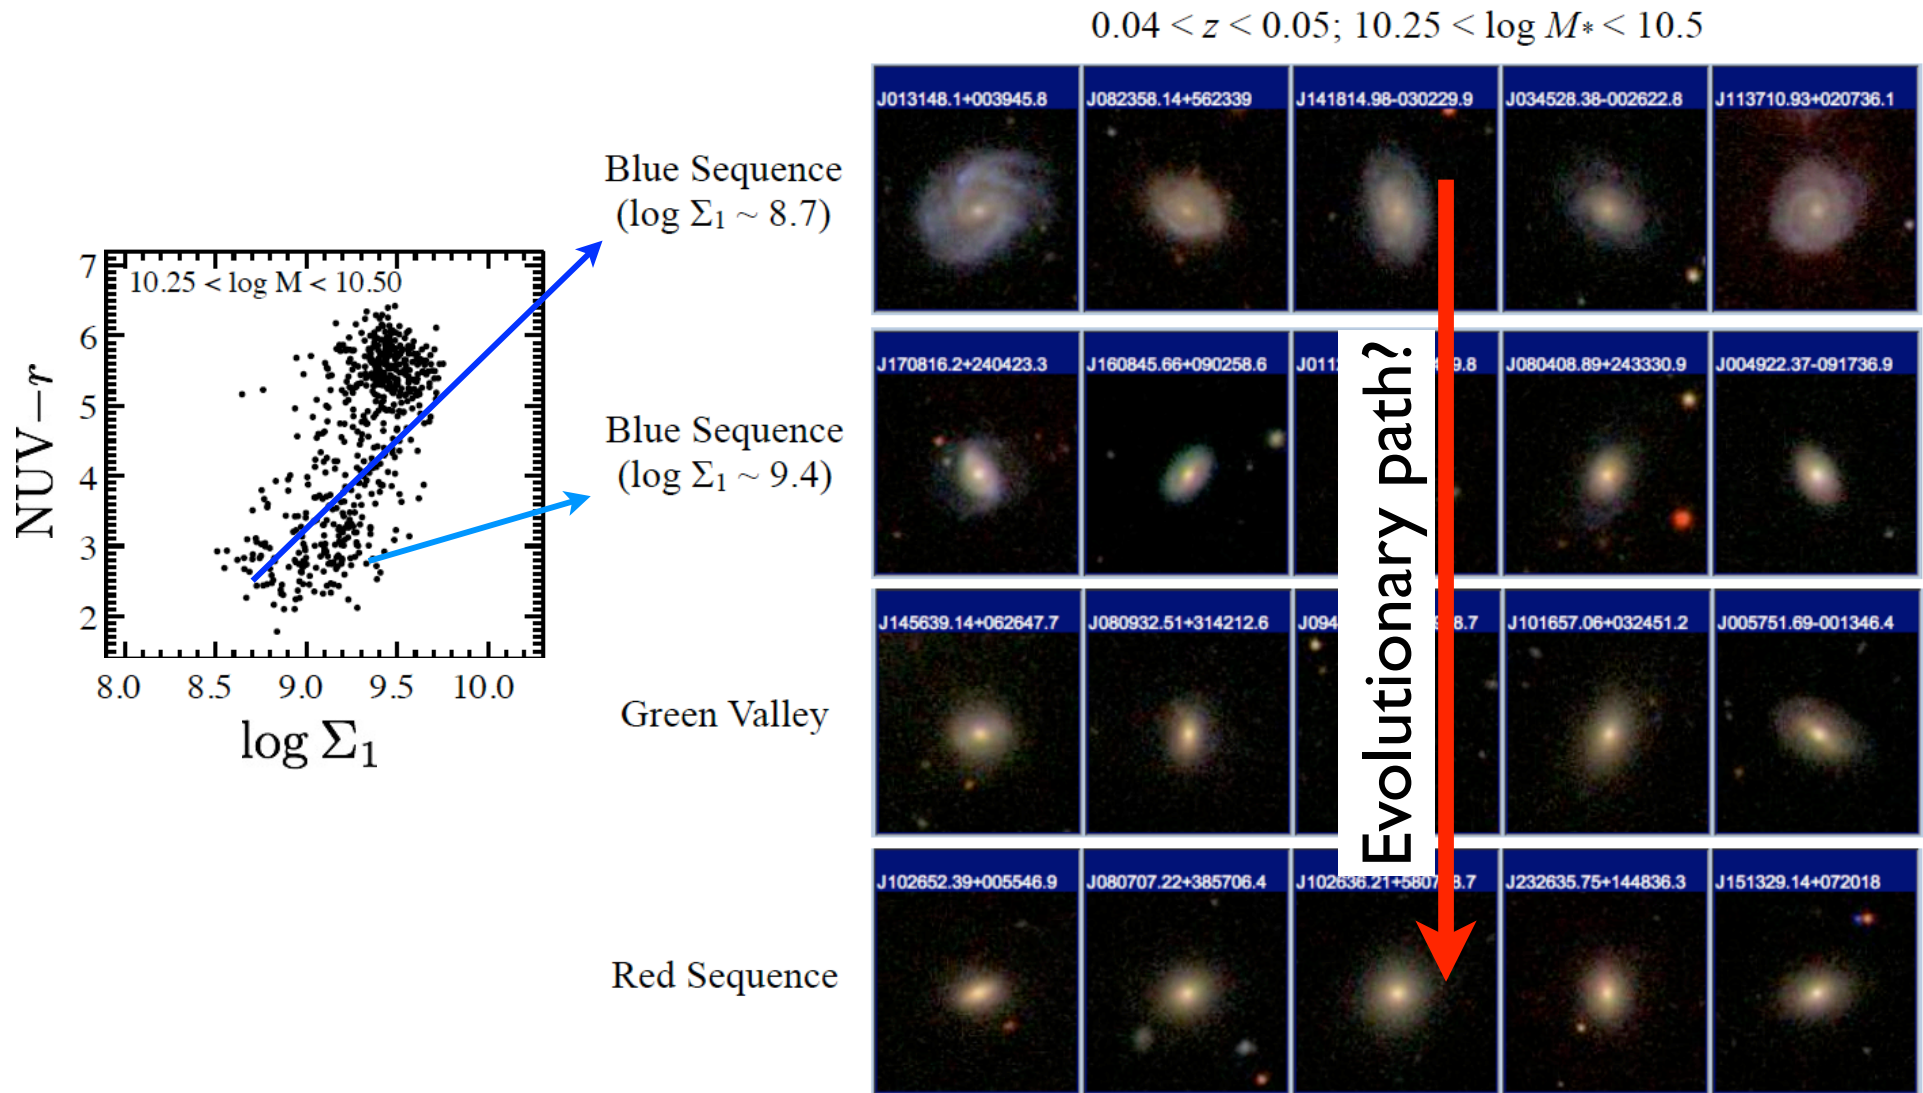 0.04 < z < 0.05; 10.25 < log M* < 10.5
J013148.1+003945.8
J082358.14+562339
J141814.98-030229.9
J034528.38-002622.8
J113710.93+020736.1
Blue Sequence
(log Σ₁ ~ 8.7)
10.25 < log M < 10.50
7
6
5
4
3
2
NUV−r
8.0 8.5 9.0 9.5 10.0
log Σ₁
Blue Sequence
(log Σ₁ ~ 9.4)
J170816.2+240423.3
J160845.66+090258.6
J080408.89+243330.9
J004922.37-091736.9
Evolutionary path?
Green Valley
J145639.14+062647.7
J080932.51+314212.6
J101657.06+032451.2
J005751.69-001346.4
Red Sequence
J102652.39+005546.9
J080707.22+385706.4
J232635.75+144836.3
J151329.14+072018